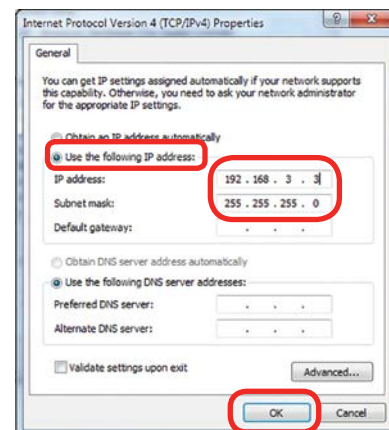 Internet Protocol Version 4 (TCP/IPv4) Properties
General
You can get IP settings assigned automatically if your network supports
this capability. Otherwise, you need to ask your network administrator
for the appropriate IP settings.
Obtain an IP address automatically
Use the following IP address:
IP address: 192 . 168 . 3 . 3
Subnet mask: 255 . 255 . 255 . 0
Default gateway: . . .
Obtain DNS server address automatically
Use the following DNS server addresses:
Preferred DNS server: . . .
Alternate DNS server: . . .
Validate settings upon exit
Advanced...
OK Cancel